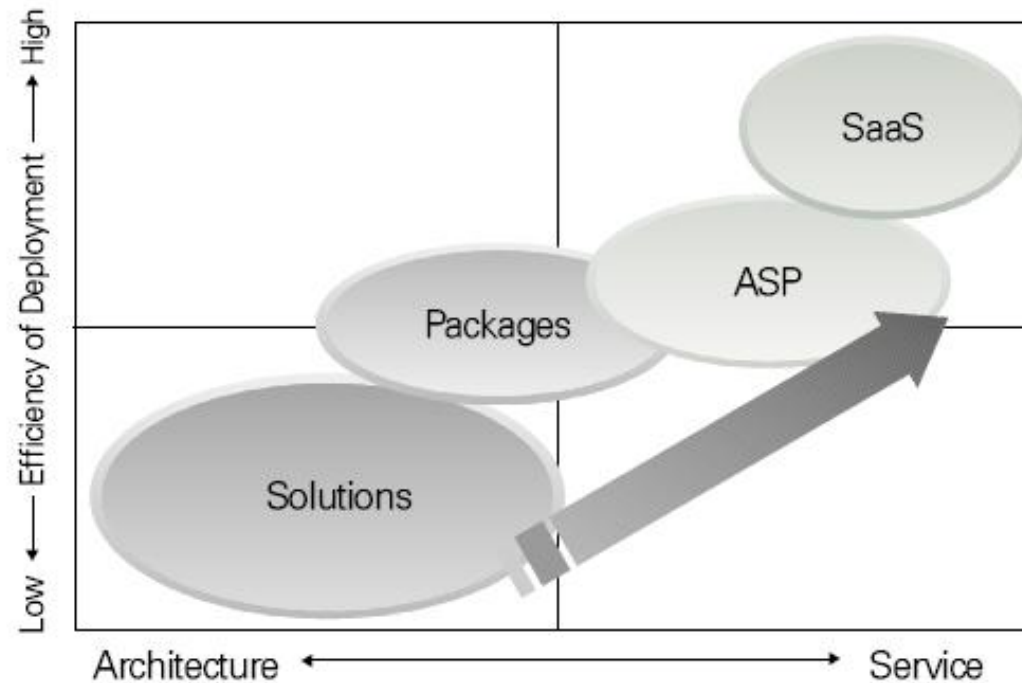 High
Efficiency of Deployment
Low
SaaS
ASP
Packages
Solutions
Architecture
Service